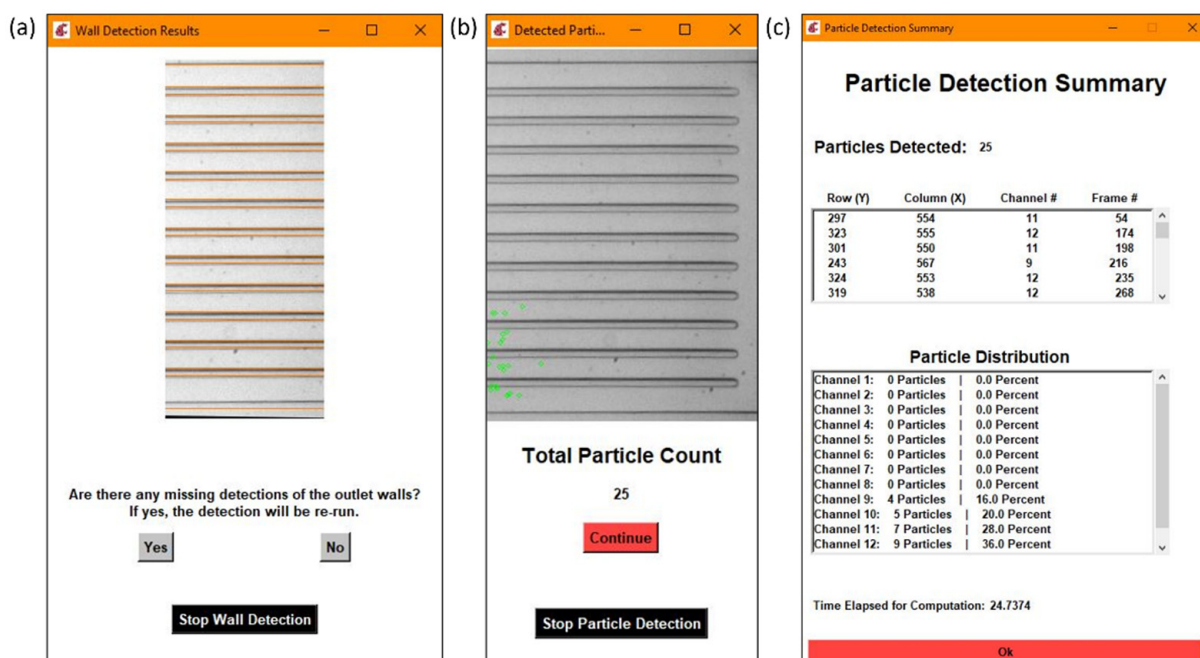 (a)
Wall Detection Results
Are there any missing detections of the outlet walls?
If yes, the detection will be re-run.
Yes No
Stop Wall Detection
(b)
Detected Parti...
Total Particle Count
25
Continue
Stop Particle Detection
(c)
Particle Detection Summary
Particle Detection Summary
Particles Detected: 25
Row (Y) Column (X) Channel # Frame #
297 554 11 54
323 555 12 174
301 550 11 198
243 567 9 216
324 553 12 235
319 538 12 268
Particle Distribution
Channel 1: 0 Particles | 0.0 Percent
Channel 2: 0 Particles | 0.0 Percent
Channel 3: 0 Particles | 0.0 Percent
Channel 4: 0 Particles | 0.0 Percent
Channel 5: 0 Particles | 0.0 Percent
Channel 6: 0 Particles | 0.0 Percent
Channel 7: 0 Particles | 0.0 Percent
Channel 8: 0 Particles | 0.0 Percent
Channel 9: 4 Particles | 16.0 Percent
Channel 10: 5 Particles | 20.0 Percent
Channel 11: 7 Particles | 28.0 Percent
Channel 12: 9 Particles | 36.0 Percent
Time Elapsed for Computation: 24.7374
Ok